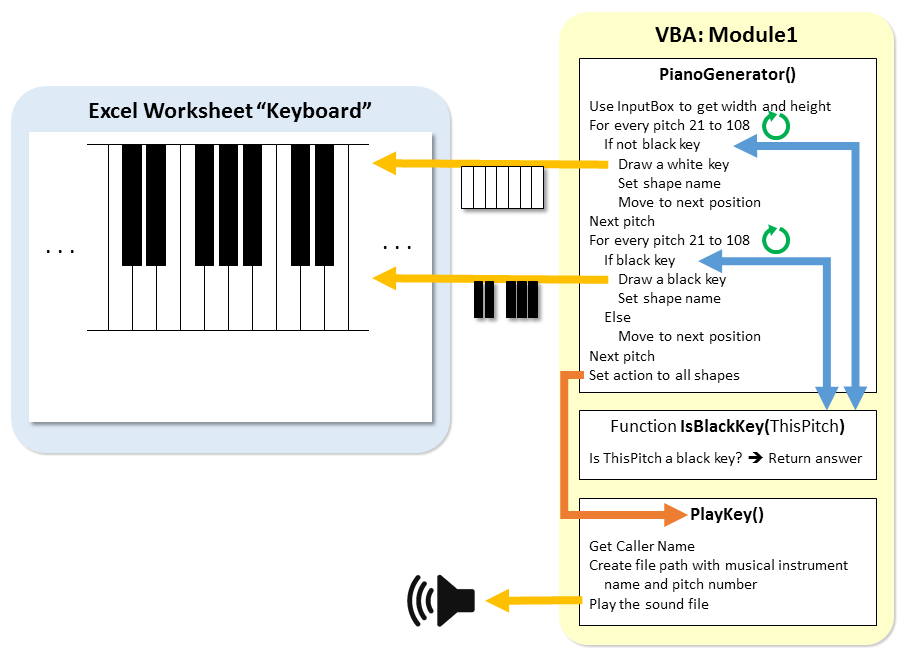 VBA: Module1
Excel Worksheet “Keyboard”
. . .
. . .
PianoGenerator()
Use InputBox to get width and height
For every pitch 21 to 108
If not black key
Draw a white key
Set shape name
Move to next position
Next pitch
For every pitch 21 to 108
If black key
Draw a black key
Set shape name
Else
Move to next position
Next pitch
Set action to all shapes
Function IsBlackKey(ThisPitch)
Is ThisPitch a black key? 🡲 Return answer
PlayKey()
Get Caller Name
Create file path with musical instrument
name and pitch number
Play the sound file